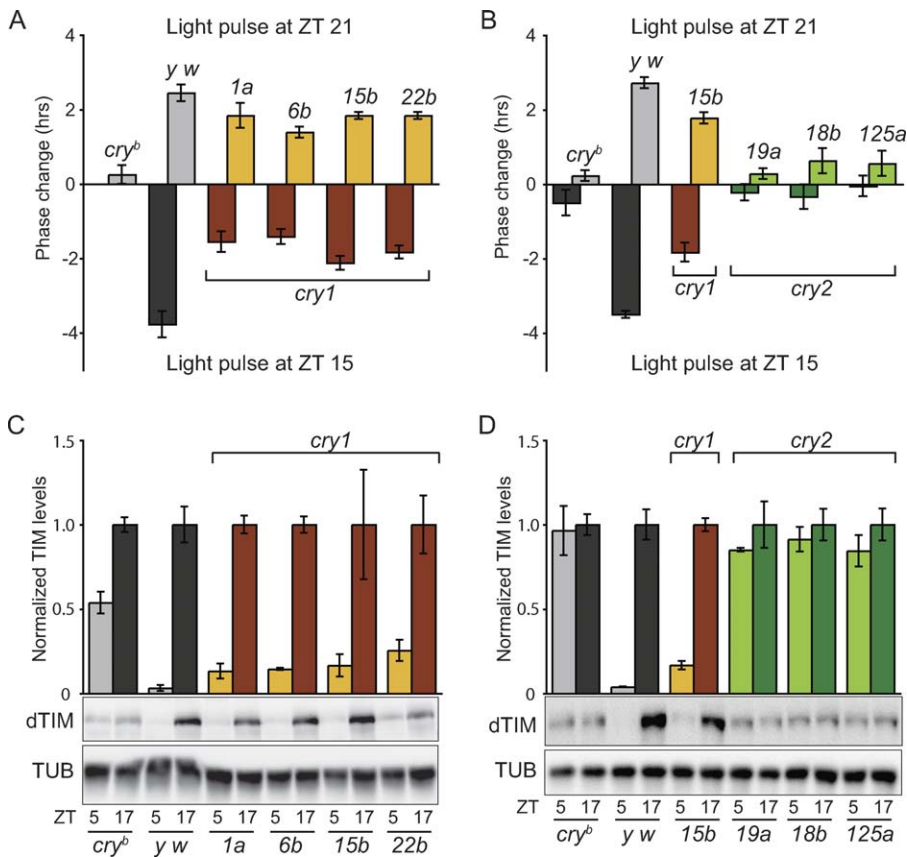 A
Light pulse at ZT 21
Phase change (hrs)
4
2
0
-2
-4
cryᵇ
y w
1a
6b
15b
22b
cry1
Light pulse at ZT 15
B
Light pulse at ZT 21
Phase change (hrs)
4
2
0
-2
-4
cryᵇ
y w
15b
19a
18b
125a
cry1
cry2
Light pulse at ZT 15
C
cry1
Normalized TIM levels
1.5
1.0
0.5
0
dTIM
TUB
ZT 5 17 5 17 5 17 5 17 5 17 5 17
cryᵇ y w 1a 6b 15b 22b
D
cry1 cry2
Normalized TIM levels
1.5
1.0
0.5
0
dTIM
TUB
ZT 5 17 5 17 5 17 5 17 5 17 5 17
cryᵇ y w 15b 19a 18b 125a